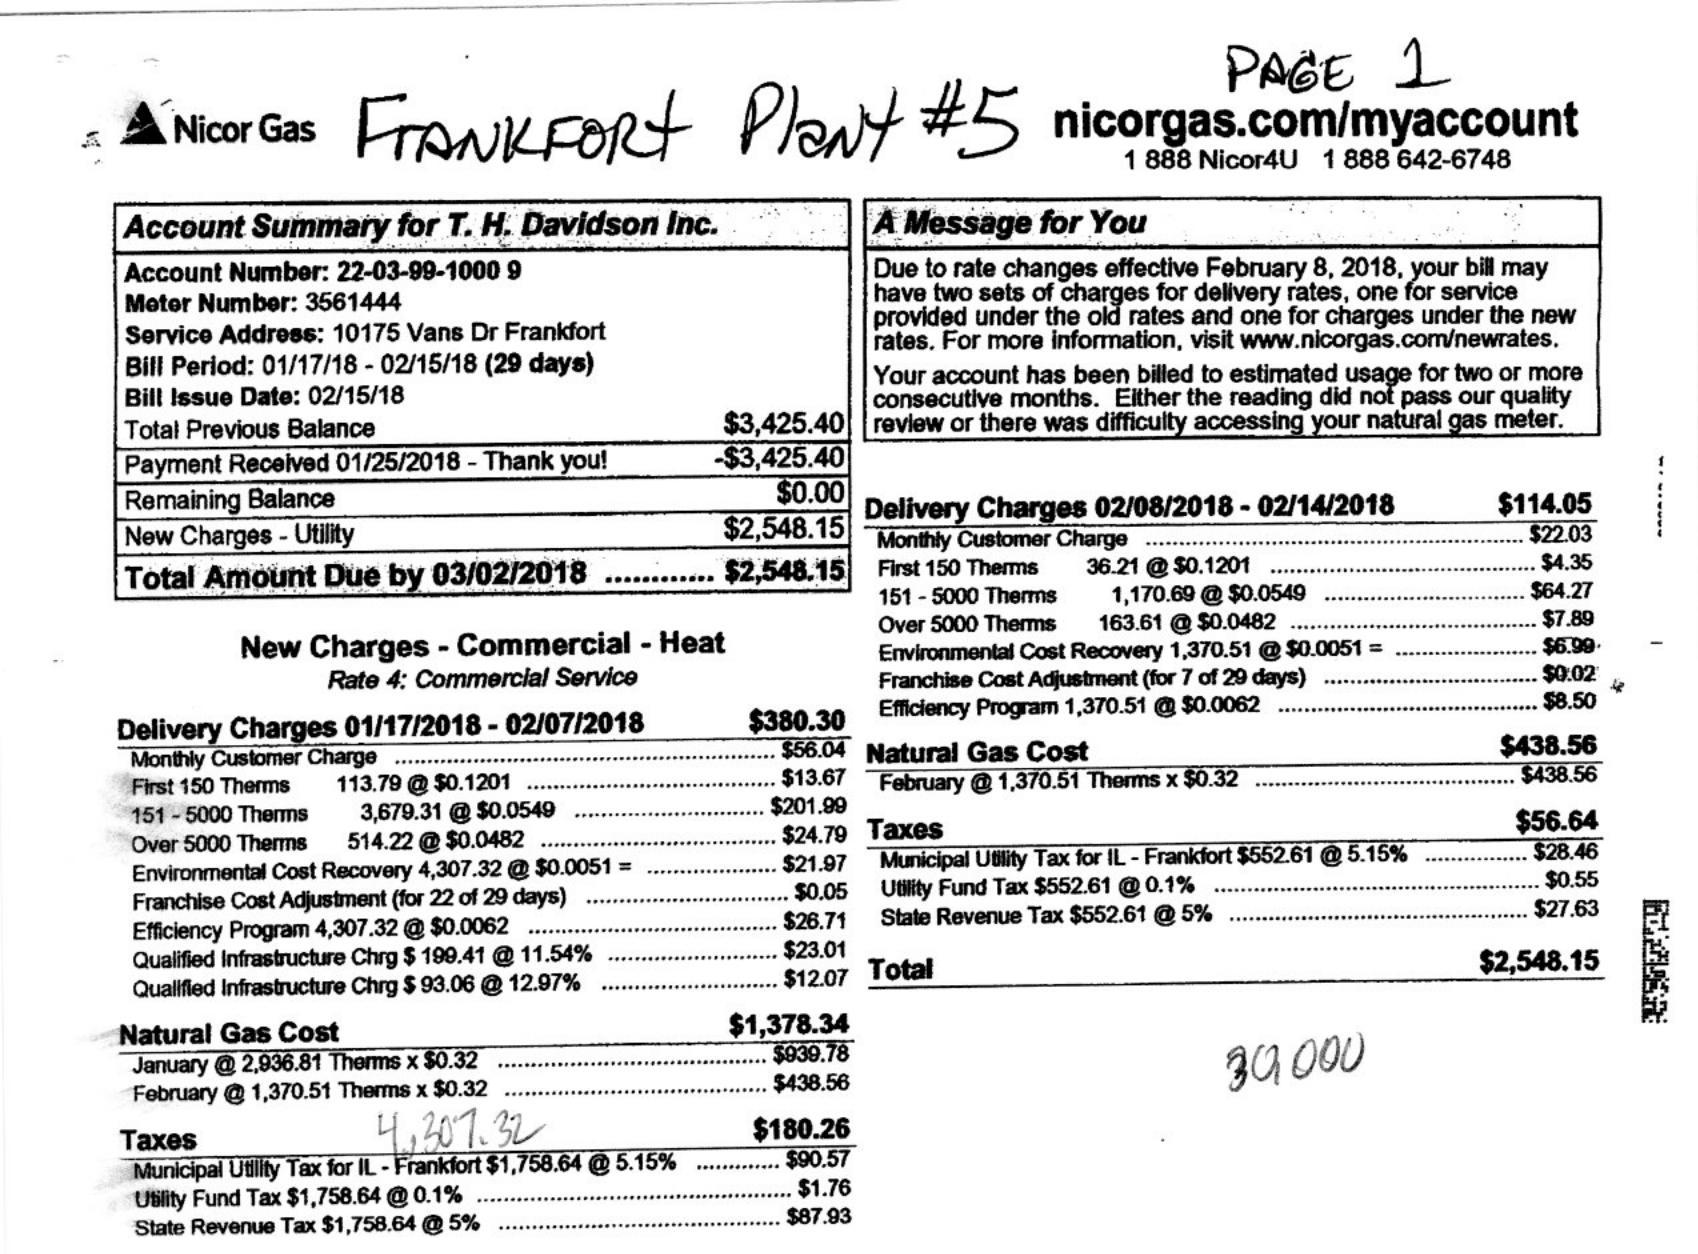 PAGE 1
Nicor Gas
FRANKFORT Plant #5
nicorgas.com/myaccount
1 888 Nicor4U 1 888 642-6748
Account Summary for T. H. Davidson Inc.
Account Number: 22-03-99-1000 9
Meter Number: 3561444
Service Address: 10175 Vans Dr Frankfort
Bill Period: 01/17/18 - 02/15/18 (29 days)
Bill Issue Date: 02/15/18
Total Previous Balance $3,425.40
Payment Received 01/25/2018 - Thank you! -$3,425.40
Remaining Balance $0.00
New Charges - Utility $2,548.15
Total Amount Due by 03/02/2018 ............ $2,548.15
New Charges - Commercial - Heat
Rate 4: Commercial Service
Delivery Charges 01/17/2018 - 02/07/2018 $380.30
Monthly Customer Charge $56.04
First 150 Therms 113.79 @ $0.1201 $13.67
151 - 5000 Therms 3,679.31 @ $0.0549 $201.99
Over 5000 Therms 514.22 @ $0.0482 $24.79
Environmental Cost Recovery 4,307.32 @ $0.0051 = $21.97
Franchise Cost Adjustment (for 22 of 29 days) $0.05
Efficiency Program 4,307.32 @ $0.0062 $26.71
Qualified Infrastructure Chrg $ 199.41 @ 11.54% $23.01
Qualified Infrastructure Chrg $ 93.06 @ 12.97% $12.07
Natural Gas Cost $1,378.34
January @ 2,936.81 Therms x $0.32 $939.78
February @ 1,370.51 Therms x $0.32 $438.56
4,307.32
Taxes $180.26
Municipal Utility Tax for IL - Frankfort $1,758.64 @ 5.15% $90.57
Utility Fund Tax $1,758.64 @ 0.1% $1.76
State Revenue Tax $1,758.64 @ 5% $87.93
A Message for You
Due to rate changes effective February 8, 2018, your bill may
have two sets of charges for delivery rates, one for service
provided under the old rates and one for charges under the new
rates. For more information, visit www.nicorgas.com/newrates.
Your account has been billed to estimated usage for two or more
consecutive months. Either the reading did not pass our quality
review or there was difficulty accessing your natural gas meter.
Delivery Charges 02/08/2018 - 02/14/2018 $114.05
Monthly Customer Charge $22.03
First 150 Therms 36.21 @ $0.1201 $4.35
151 - 5000 Therms 1,170.69 @ $0.0549 $64.27
Over 5000 Therms 163.61 @ $0.0482 $7.89
Environmental Cost Recovery 1,370.51 @ $0.0051 = $6.99
Franchise Cost Adjustment (for 7 of 29 days) $0.02
Efficiency Program 1,370.51 @ $0.0062 $8.50
Natural Gas Cost $438.56
February @ 1,370.51 Therms x $0.32 $438.56
Taxes $56.64
Municipal Utility Tax for IL - Frankfort $552.61 @ 5.15% $28.46
Utility Fund Tax $552.61 @ 0.1% $0.55
State Revenue Tax $552.61 @ 5% $27.63
Total $2,548.15